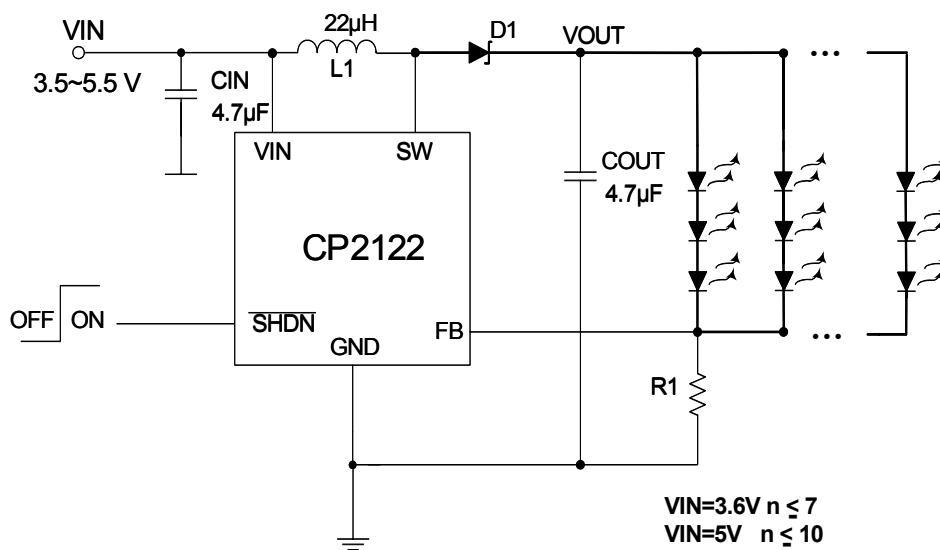 VIN
22µH
D1
VOUT
...
L1
3.5~5.5 V
CIN
4.7µF
VIN
SW
COUT
4.7µF
CP2122
OFF
ON
SHDN
FB
...
GND
R1
VIN=3.6V n ≤ 7
VIN=5V n ≤ 10